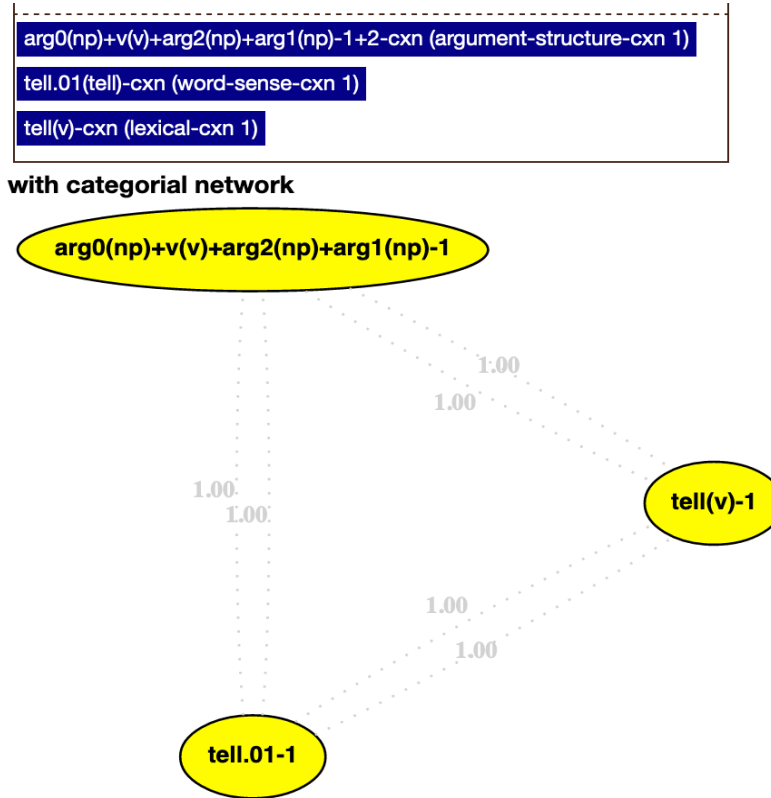 arg0(np)+v(v)+arg2(np)+arg1(np)-1+2-cxn (argument-structure-cxn 1)
tell.01(tell)-cxn (word-sense-cxn 1)
tell(v)-cxn (lexical-cxn 1)
with categorial network
arg0(np)+v(v)+arg2(np)+arg1(np)-1
1.00
1.00
1.00
1.00
tell(v)-1
1.00
1.00
tell.01-1